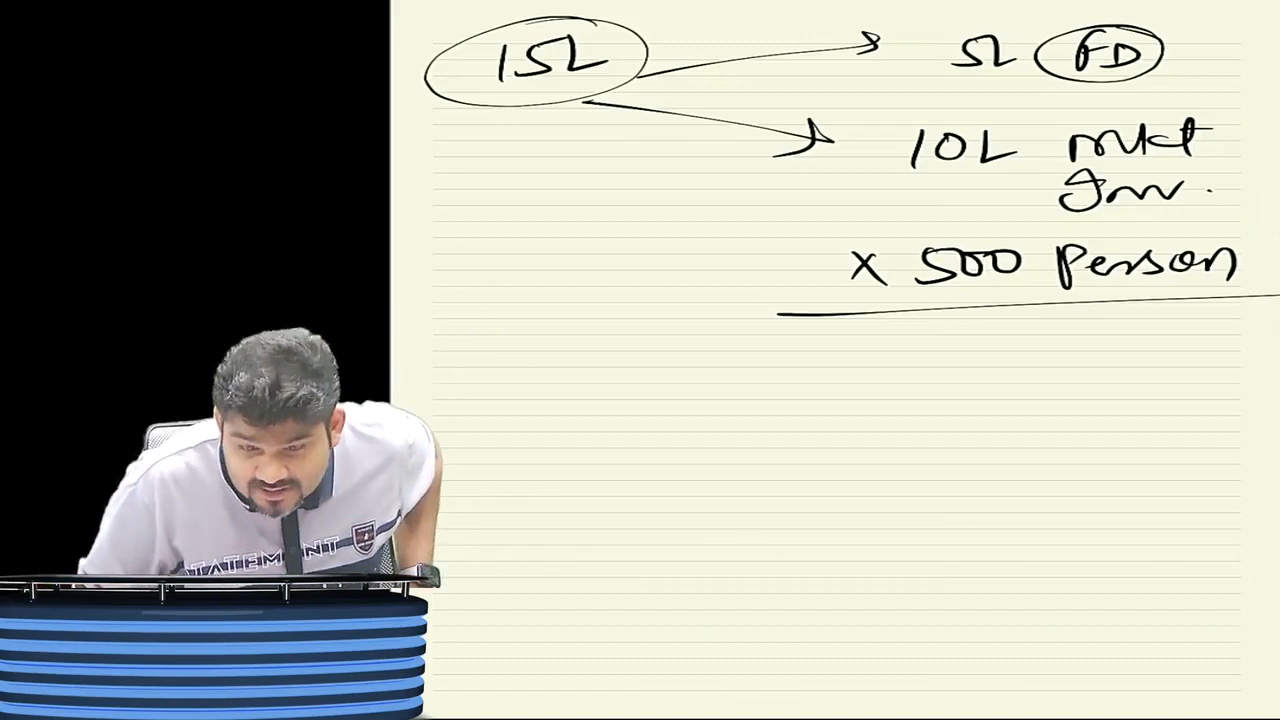 15L
5L FD
10L mkt
Inv.
x 500 Person
STATEMENT